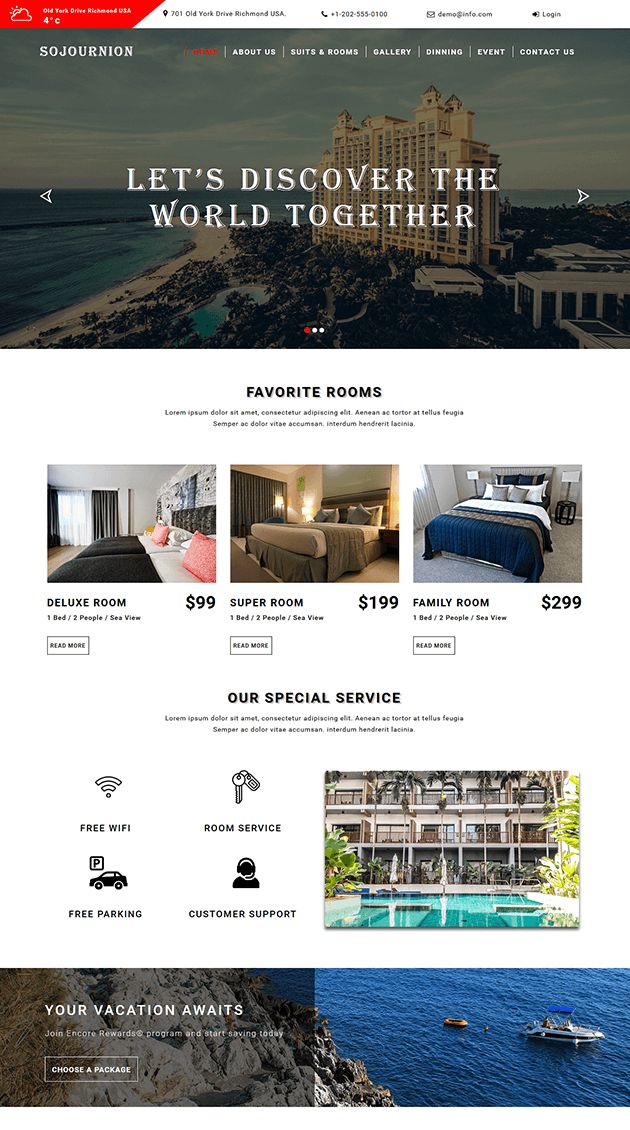 Old York Drive Richmond USA
4°c
701 Old York Drive Richmond USA.
+1-202-555-0100
demo@info.com
Login
SOJOURNION
HOME
ABOUT US
SUITS & ROOMS
GALLERY
DINNING
EVENT
CONTACT US
LET'S DISCOVER THE
WORLD TOGETHER
FAVORITE ROOMS
Lorem ipsum dolor sit amet, consectetur adipiscing elit. Aenean ac tortor at tellus feugia
Semper ac dolor vitae accumsan. interdum hendrerit lacinia.
DELUXE ROOM
$99
1 Bed / 2 People / Sea View
READ MORE
SUPER ROOM
$199
1 Bed / 2 People / Sea View
READ MORE
FAMILY ROOM
$299
1 Bed / 2 People / Sea View
READ MORE
OUR SPECIAL SERVICE
Lorem ipsum dolor sit amet, consectetur adipiscing elit. Aenean ac tortor at tellus feugia
Semper ac dolor vitae accumsan. interdum hendrerit lacinia.
FREE WIFI
ROOM SERVICE
P
FREE PARKING
CUSTOMER SUPPORT
YOUR VACATION AWAITS
Join Encore Rewards® program and start saving today
CHOOSE A PACKAGE